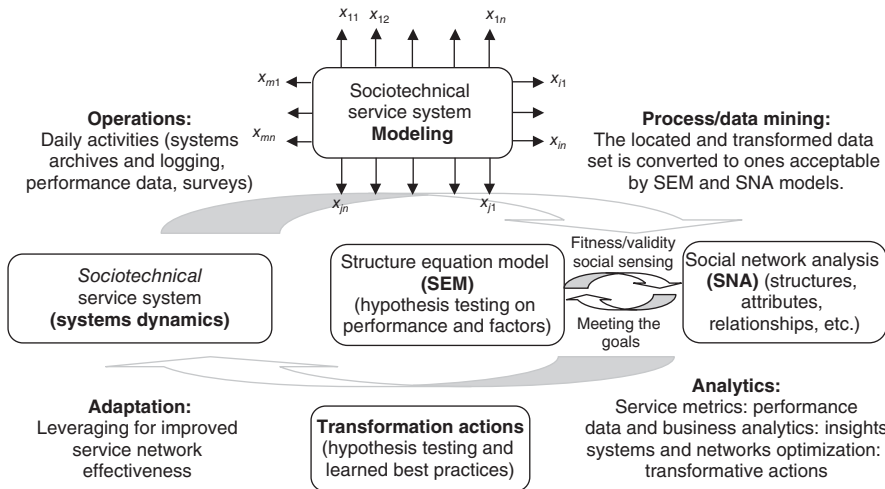 x11 x12 x1n
xm1 xi1
Sociotechnical
service system
Modeling
xmn xin
xjn xj1
Operations:
Daily activities (systems
archives and logging,
performance data, surveys)
Process/data mining:
The located and transformed data
set is converted to ones acceptable
by SEM and SNA models.
Sociotechnical
service system
(systems dynamics)
Structure equation model
(SEM)
(hypothesis testing on
performance and factors)
Fitness/validity
social sensing
Meeting the
goals
Social network analysis
(SNA) (structures,
attributes,
relationships, etc.)
Adaptation:
Leveraging for improved
service network
effectiveness
Transformation actions
(hypothesis testing and
learned best practices)
Analytics:
Service metrics: performance
data and business analytics: insights
systems and networks optimization:
transformative actions